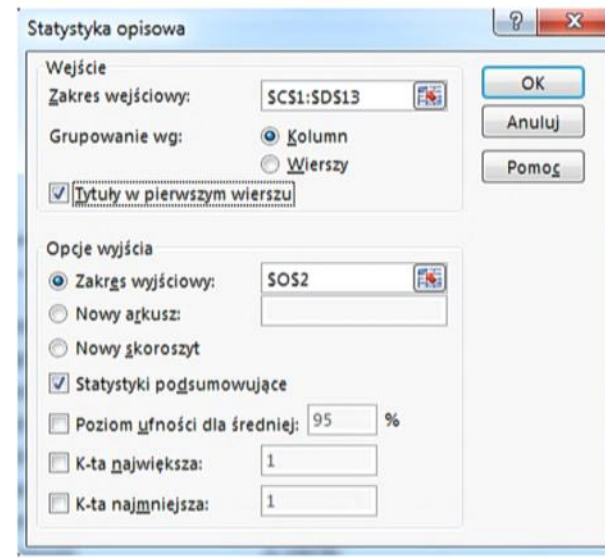 Statystyka opisowa
Wejście
Zakres wejściowy: $C$1:$D$13
OK
Grupowanie wg: Kolumn
Anuluj
Wierszy
Pomoc
Tytuły w pierwszym wierszu
Opcje wyjścia
Zakres wyjściowy: $O$2
Nowy arkusz:
Nowy skoroszyt
Statystyki podsumowujące
Poziom ufności dla średniej: 95 %
K-ta największa: 1
K-ta najmniejsza: 1